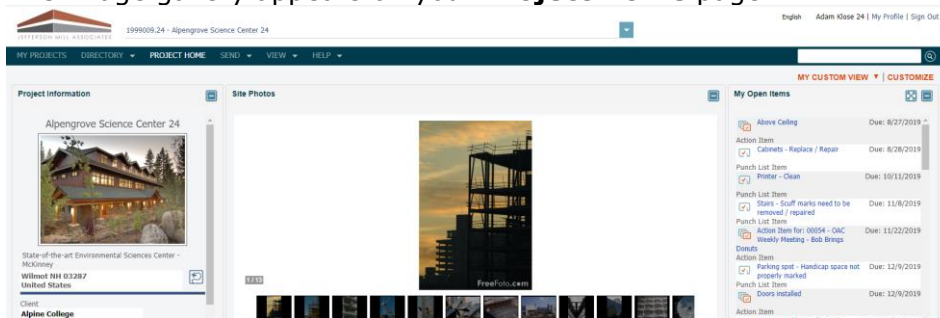 JEFFERSON MILL ASSOCIATES
1999009.24 - Alpengrove Science Center 24
English Adam Klose 24 | My Profile | Sign Out
MY PROJECTS DIRECTORY PROJECT HOME SEND VIEW HELP
MY CUSTOM VIEW | CUSTOMIZE
Project Information
Alpengrove Science Center 24
State-of-the-art Environmental Sciences Center -
McKinney
Wilmot NH 03287
United States
Client
Alpine College
Site Photos
1 / 13
FreeFoto.com
My Open Items
Above Ceiling Due: 8/27/2019
Action Item
Cabinets - Replace / Repair Due: 8/28/2019
Punch List Item
Printer - Clean Due: 10/11/2019
Punch List Item
Stairs - Scuff marks need to be Due: 11/8/2019
removed / repaired
Punch List Item
Action Item for: 00054 - OAC Due: 11/22/2019
Weekly Meeting - Bob Brings
Donuts
Action Item
Parking spot - Handicap space not Due: 12/9/2019
properly marked
Punch List Item
Doors installed Due: 12/9/2019
Action Item